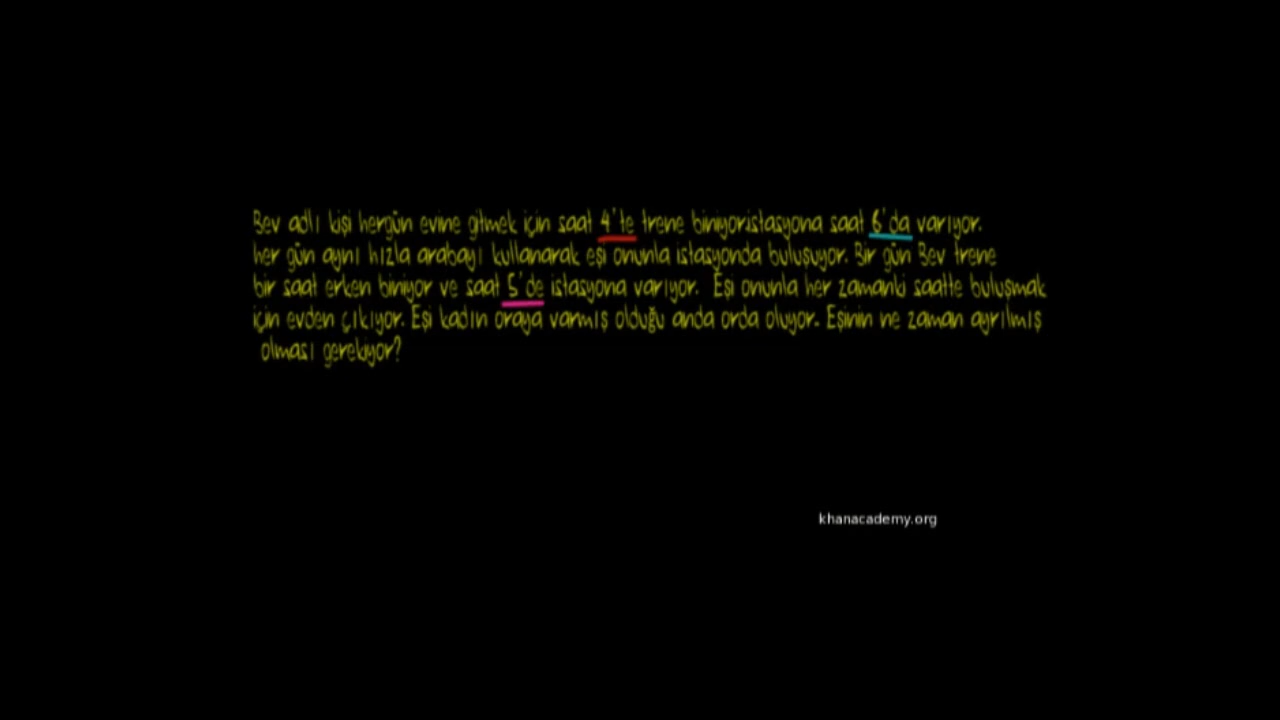 Bev adlı kişi hergün evine gitmek için saat 4'te trene biniyor.istasyona saat 6'da varıyor.
her gün aynı hızla arabayı kullanarak eşi onunla istasyonda buluşuyor. Bir gün Bev trene
bir saat erken biniyor ve saat 5'de istasyona varıyor. Eşi onunla her zamanki saatte buluşmak
için evden çıkıyor. Eşi kadın oraya varmış olduğu anda orda oluyor. Eşinin ne zaman ayrılmış
olması gerekiyor?
khanacademy.org